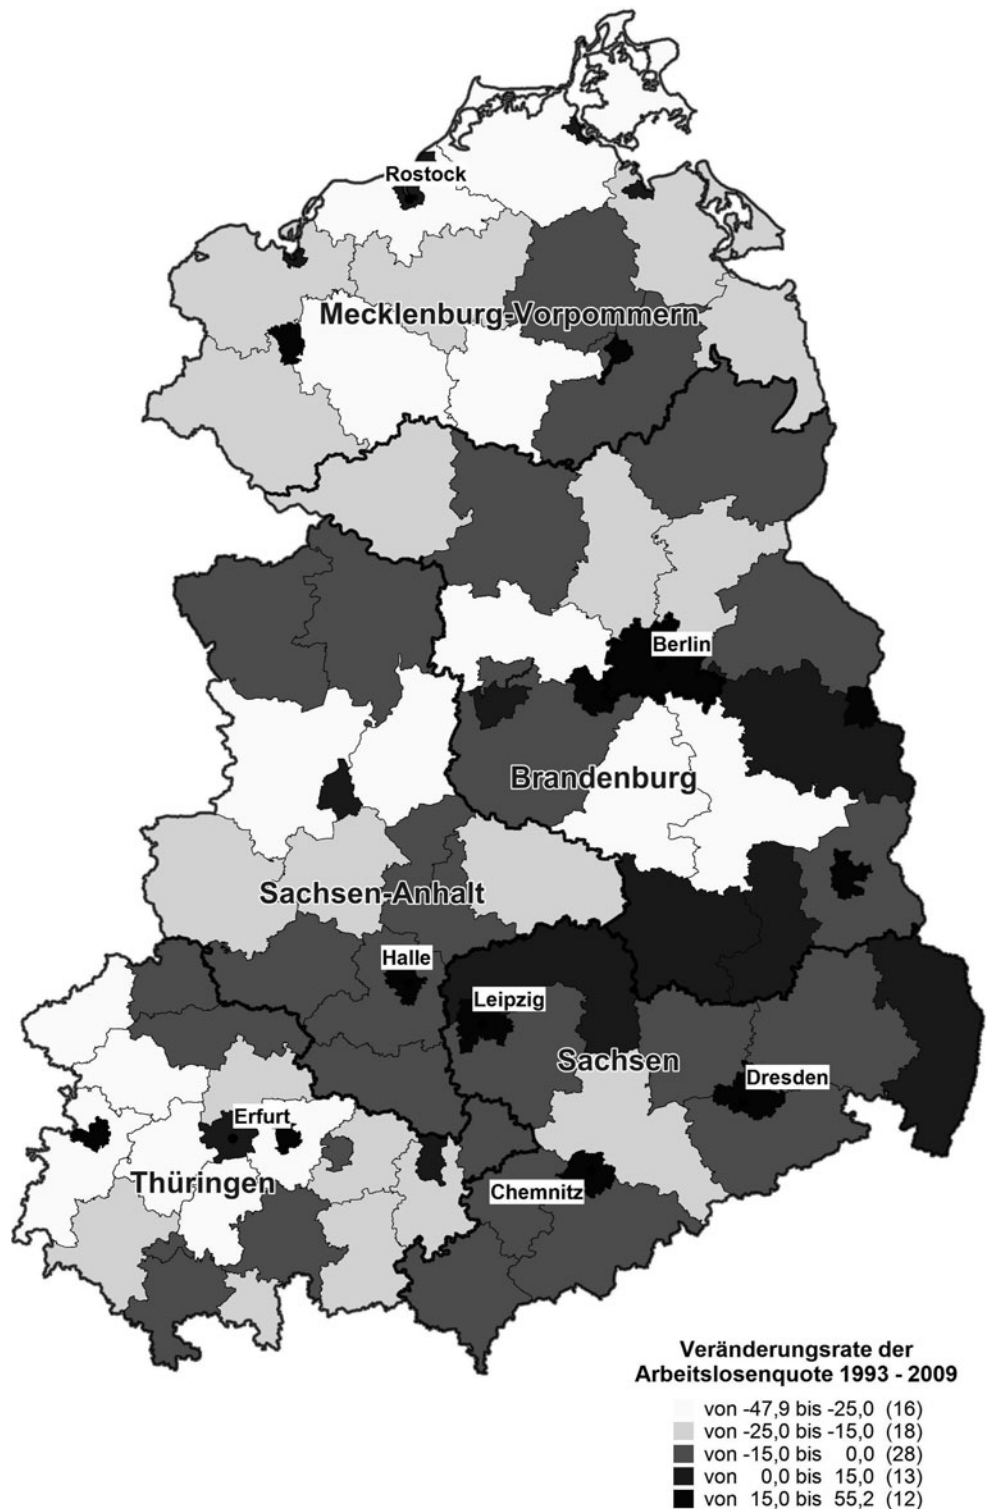 Rostock
Mecklenburg-Vorpommern
Berlin
Brandenburg
Sachsen-Anhalt
Halle
Leipzig
Sachsen
Dresden
Erfurt
Thüringen
Chemnitz
Veränderungsrate der
Arbeitslosenquote 1993 - 2009
von -47,9 bis -25,0 (16)
von -25,0 bis -15,0 (18)
von -15,0 bis 0,0 (28)
von 0,0 bis 15,0 (13)
von 15,0 bis 55,2 (12)